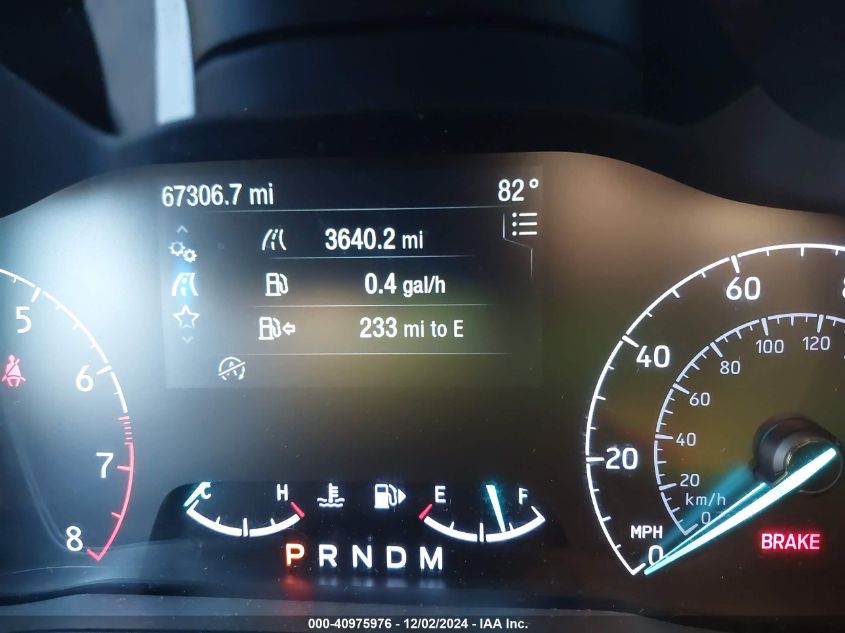 67306.7 mi 82°
3640.2 mi
0.4 gal/h
233 mi to E
5
6
7
8
C H E F
P R N D M
20 40 60
20 40 60 80 100 120
km/h
MPH
0
BRAKE
000-40975976 - 12/02/2024 - IAA Inc.